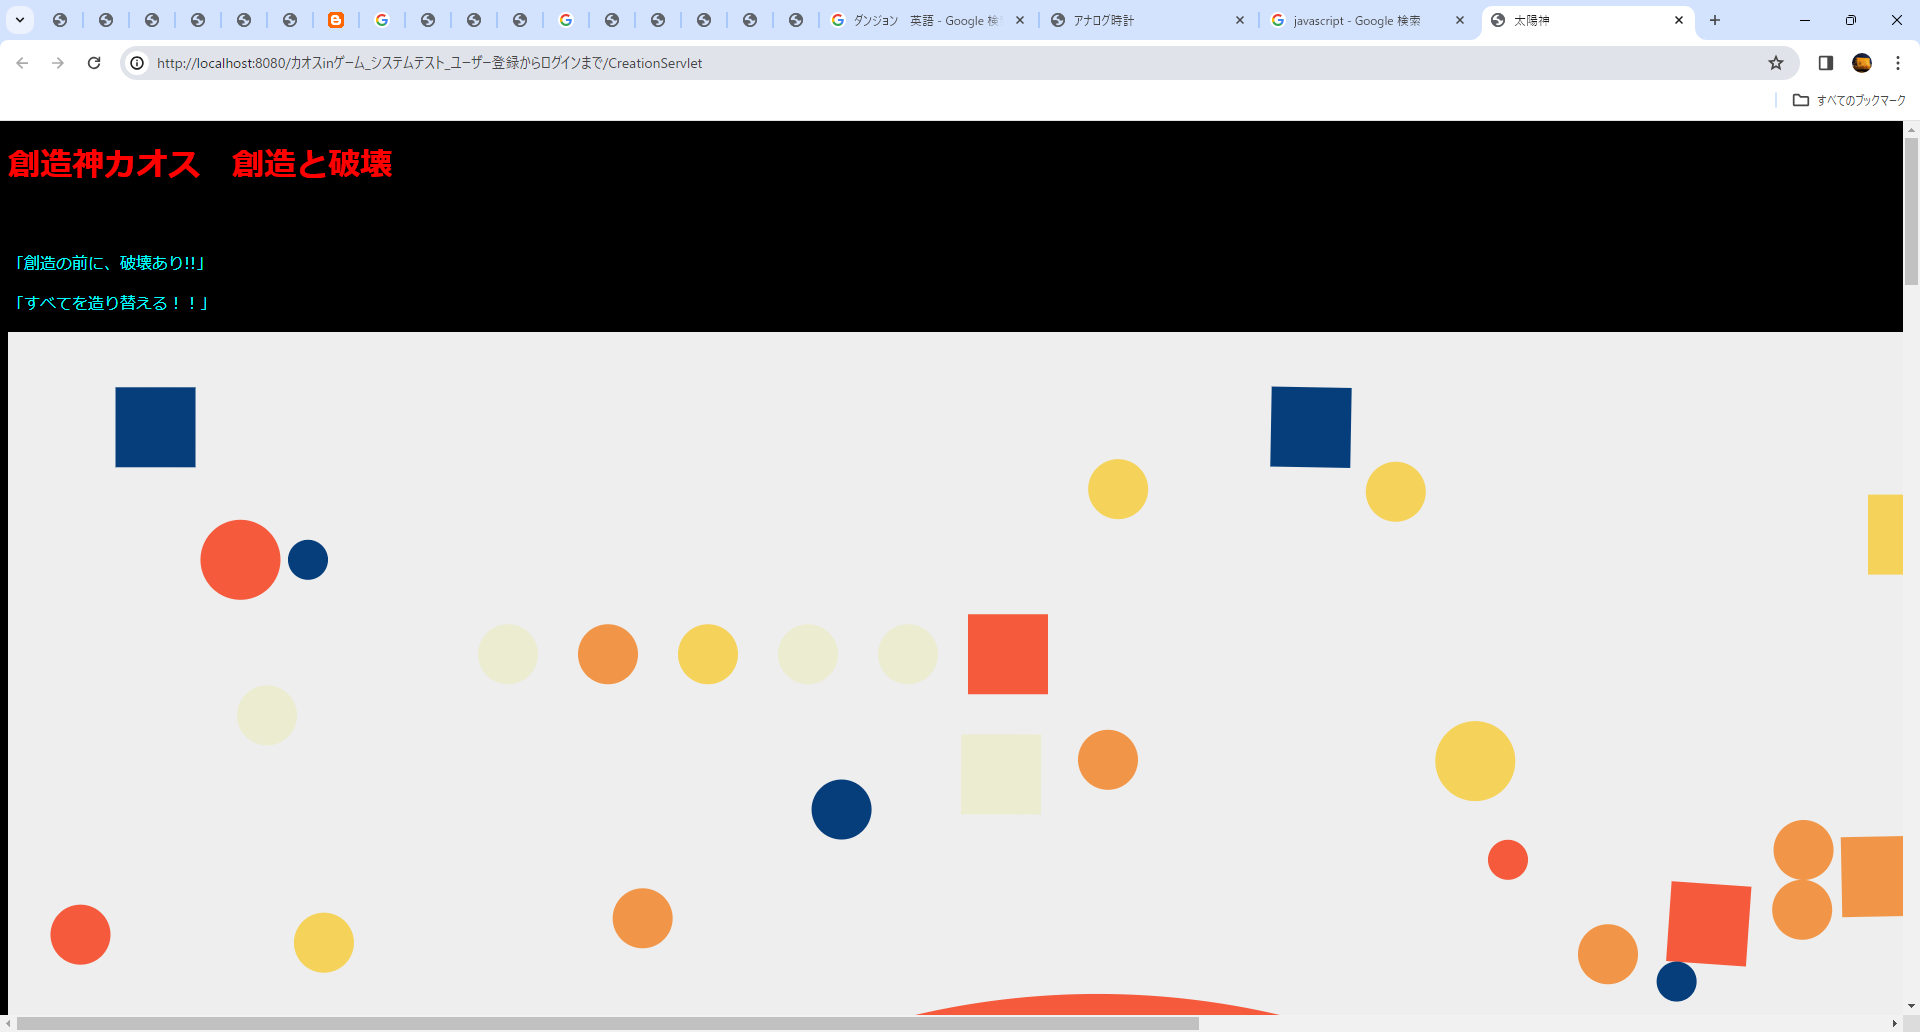 ダンジョン　英語 - Google 検
アナログ時計
javascript - Google 検索
太陽神
http://localhost:8080/カオスinゲーム_システムテスト_ユーザー登録からログインまで/CreationServlet
すべてのブックマーク
創造神カオス　創造と破壊
「創造の前に、破壊あり!!」
「すべてを造り替える！！」